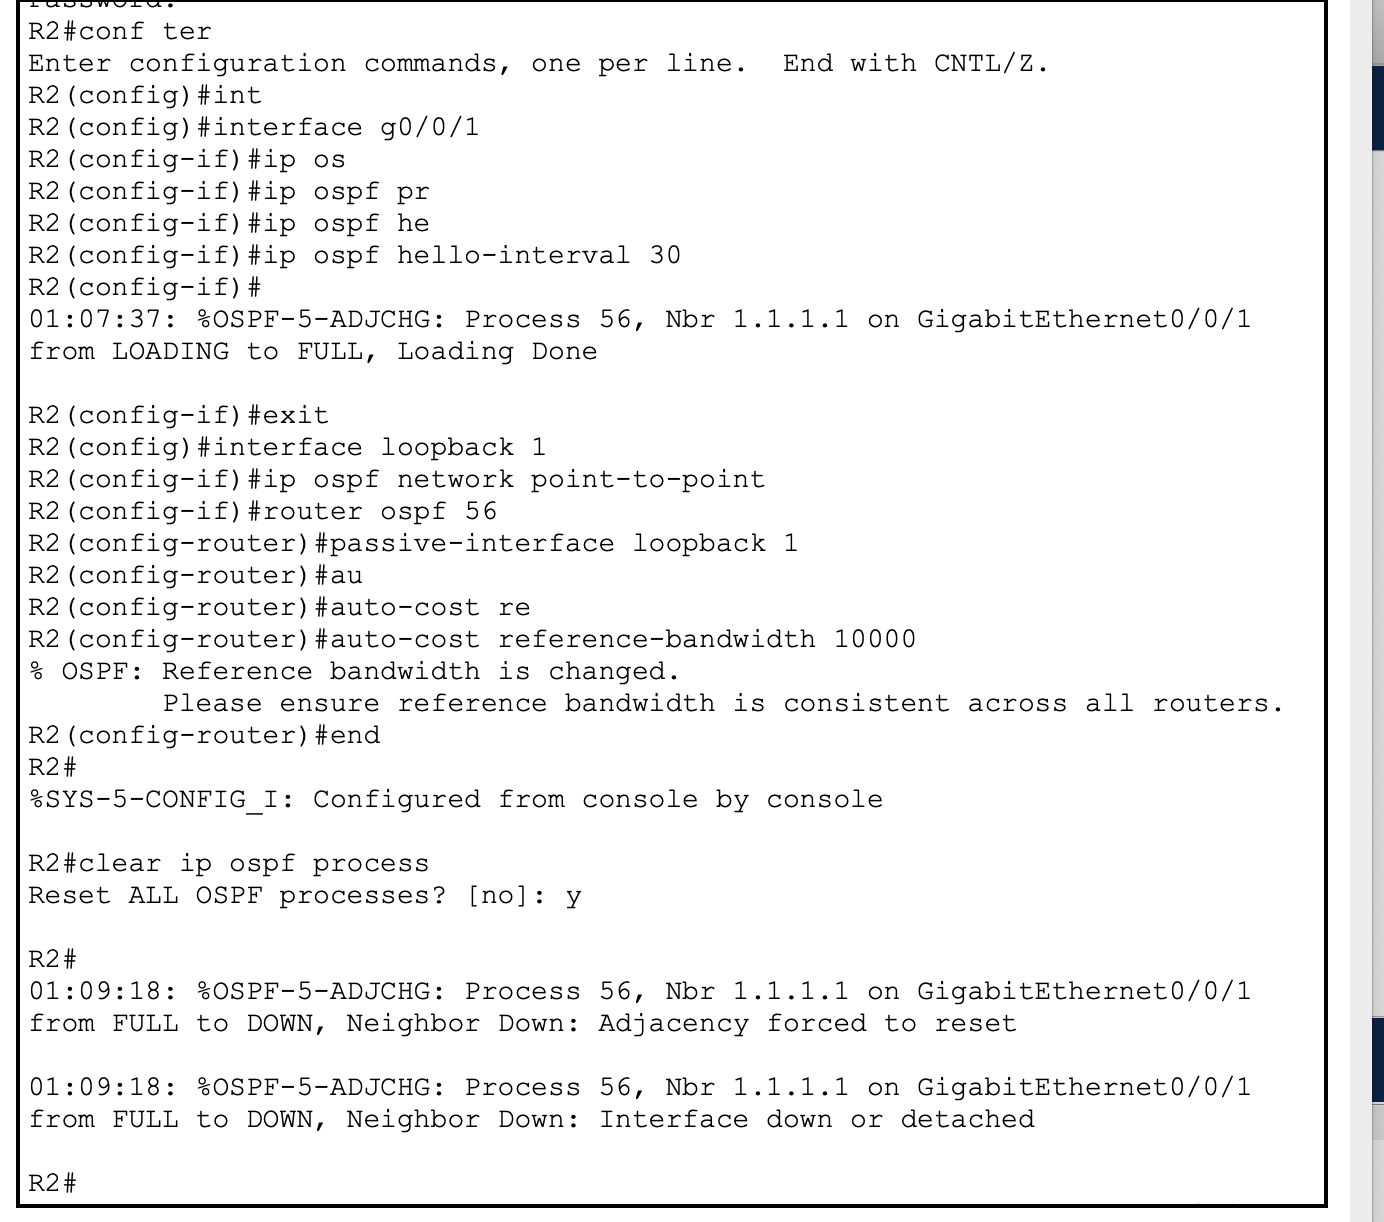 Password:
R2#conf ter
Enter configuration commands, one per line.  End with CNTL/Z.
R2(config)#int
R2(config)#interface g0/0/1
R2(config-if)#ip os
R2(config-if)#ip ospf pr
R2(config-if)#ip ospf he
R2(config-if)#ip ospf hello-interval 30
R2(config-if)#
01:07:37: %OSPF-5-ADJCHG: Process 56, Nbr 1.1.1.1 on GigabitEthernet0/0/1
from LOADING to FULL, Loading Done
R2(config-if)#exit
R2(config)#interface loopback 1
R2(config-if)#ip ospf network point-to-point
R2(config-if)#router ospf 56
R2(config-router)#passive-interface loopback 1
R2(config-router)#au
R2(config-router)#auto-cost re
R2(config-router)#auto-cost reference-bandwidth 10000
% OSPF: Reference bandwidth is changed.
        Please ensure reference bandwidth is consistent across all routers.
R2(config-router)#end
R2#
%SYS-5-CONFIG_I: Configured from console by console
R2#clear ip ospf process
Reset ALL OSPF processes? [no]: y
R2#
01:09:18: %OSPF-5-ADJCHG: Process 56, Nbr 1.1.1.1 on GigabitEthernet0/0/1
from FULL to DOWN, Neighbor Down: Adjacency forced to reset
01:09:18: %OSPF-5-ADJCHG: Process 56, Nbr 1.1.1.1 on GigabitEthernet0/0/1
from FULL to DOWN, Neighbor Down: Interface down or detached
R2#